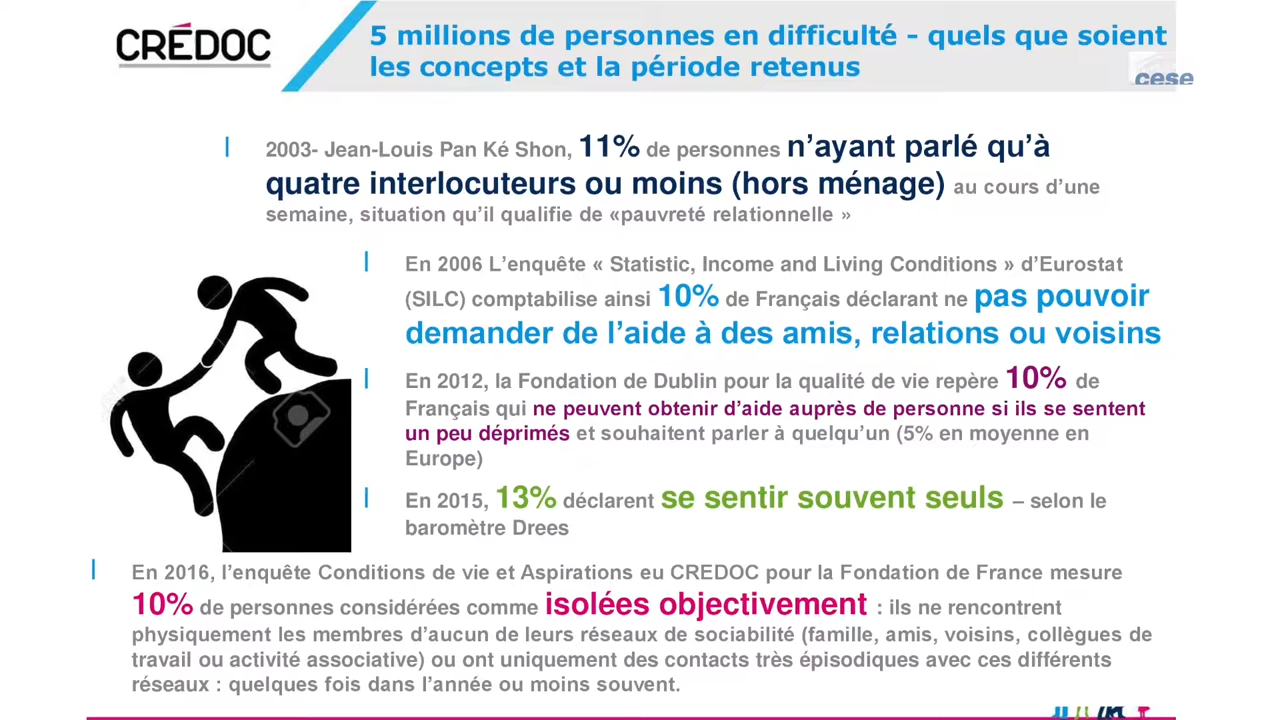 CRÉDOC
5 millions de personnes en difficulté - quels que soient
les concepts et la période retenus
cese
2003- Jean-Louis Pan Ké Shon, 11% de personnes n’ayant parlé qu’à
quatre interlocuteurs ou moins (hors ménage) au cours d’une
semaine, situation qu’il qualifie de «pauvreté relationnelle »
En 2006 L’enquête « Statistic, Income and Living Conditions » d’Eurostat
(SILC) comptabilise ainsi 10% de Français déclarant ne pas pouvoir
demander de l’aide à des amis, relations ou voisins
En 2012, la Fondation de Dublin pour la qualité de vie repère 10% de
Français qui ne peuvent obtenir d’aide auprès de personne si ils se sentent
un peu déprimés et souhaitent parler à quelqu’un (5% en moyenne en
Europe)
En 2015, 13% déclarent se sentir souvent seuls – selon le
baromètre Drees
En 2016, l’enquête Conditions de vie et Aspirations eu CREDOC pour la Fondation de France mesure
10% de personnes considérées comme isolées objectivement : ils ne rencontrent
physiquement les membres d’aucun de leurs réseaux de sociabilité (famille, amis, voisins, collègues de
travail ou activité associative) ou ont uniquement des contacts très épisodiques avec ces différents
réseaux : quelques fois dans l’année ou moins souvent.